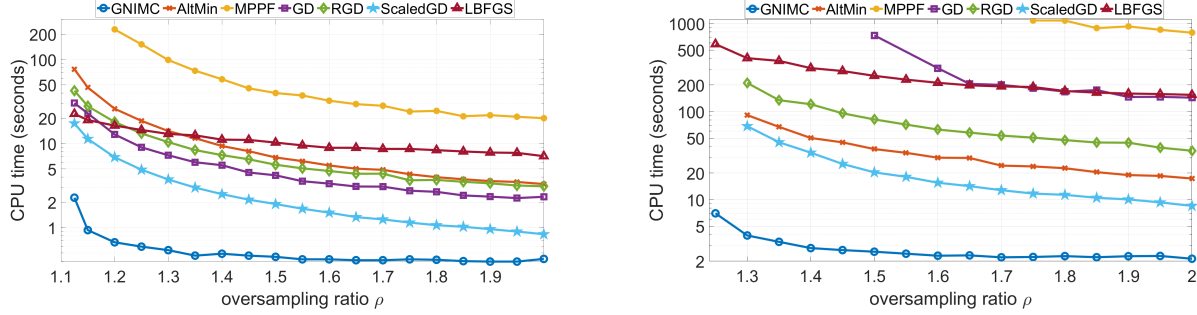 GNIMC AltMin MPPF GD RGD ScaledGD LBFGS
200
100
50
20
10
5
2
1
CPU time (seconds)
1.1 1.2 1.3 1.4 1.5 1.6 1.7 1.8 1.9
oversampling ratio ρ
GNIMC AltMin MPPF GD RGD ScaledGD LBFGS
1000
500
200
100
50
20
10
5
2
CPU time (seconds)
1.3 1.4 1.5 1.6 1.7 1.8 1.9 2
oversampling ratio ρ